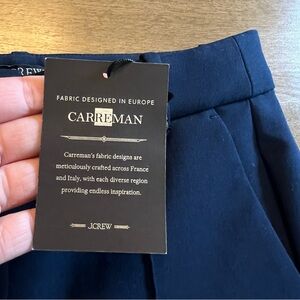 FABRIC DESIGNED IN EUROPE
CARREMAN
Carreman's fabric designs are
meticulously crafted across France
and Italy, with each diverse region
providing endless inspiration.
J.CREW